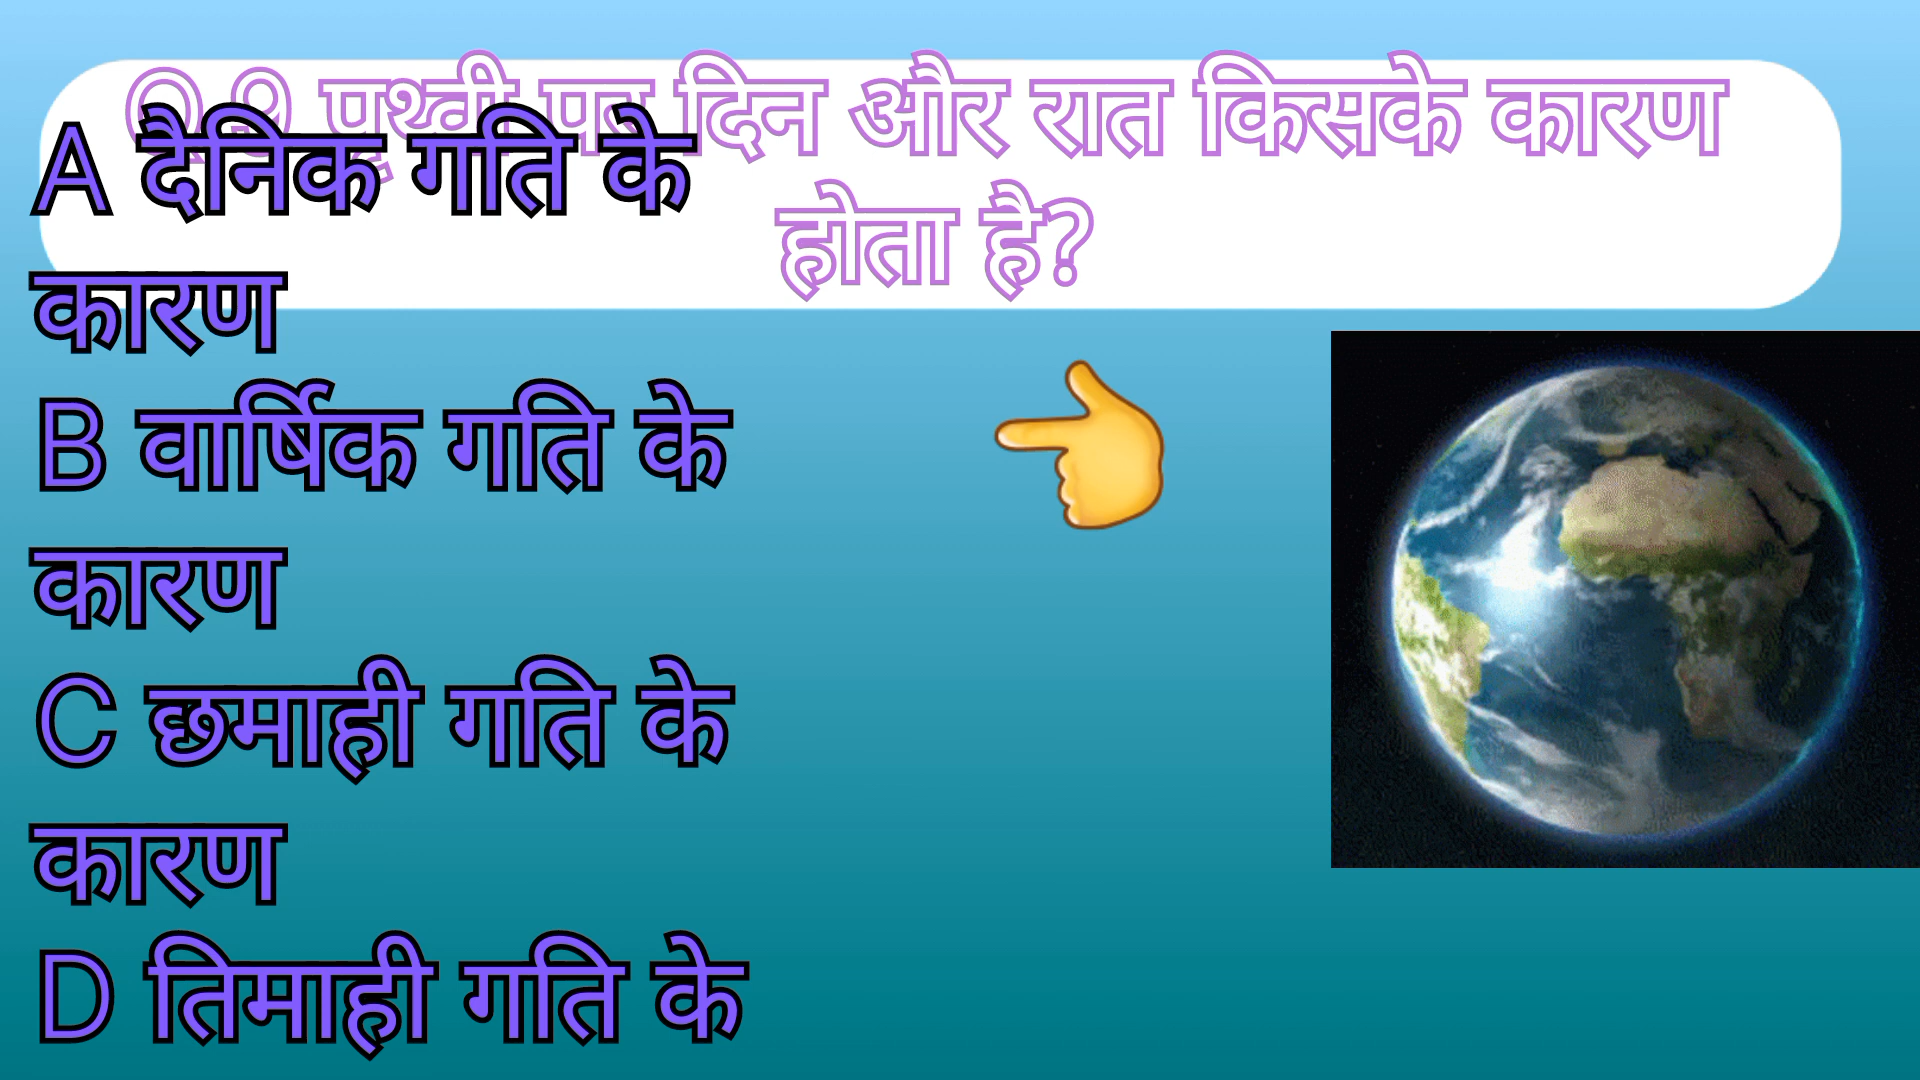 Q.9 पृथ्वी पर दिन और रात किसके कारण
होता है?
A दैनिक गति के
कारण
B वार्षिक गति के
कारण
C छमाही गति के
कारण
D तिमाही गति के